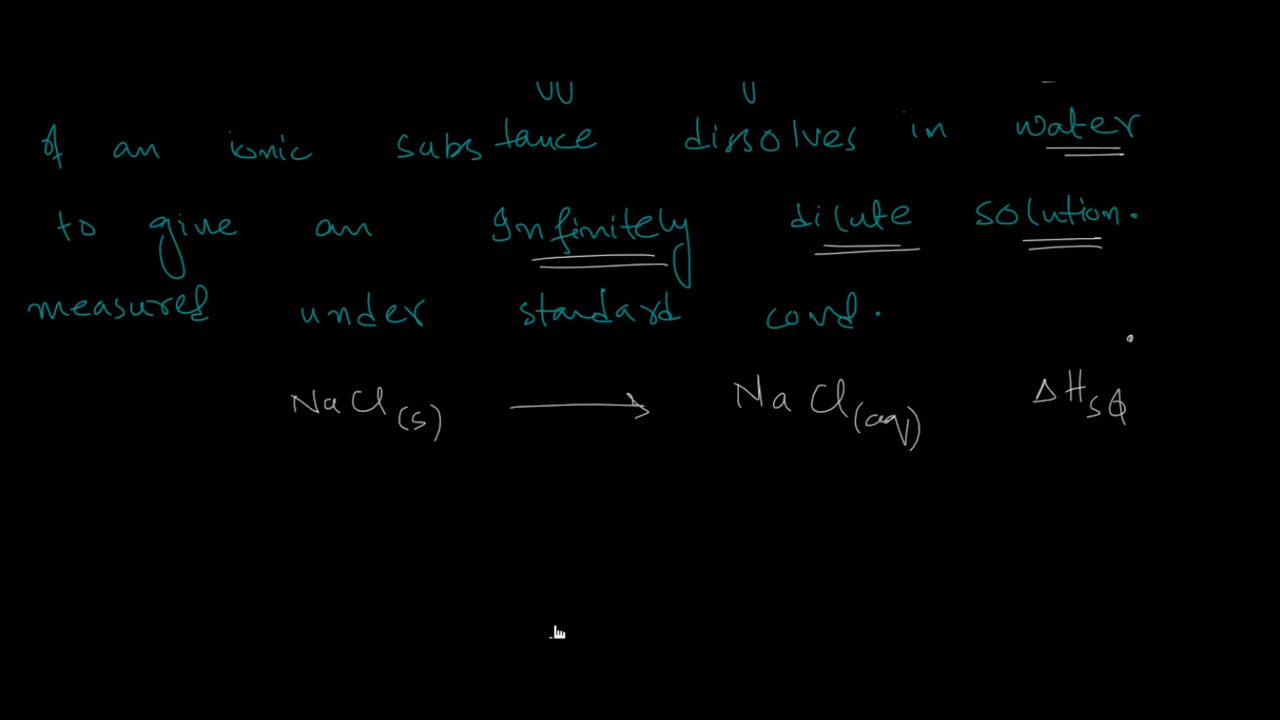 of an ionic substance dissolves in water
to give an Infinitely dilute solution.
measured under standard cond.
NaCl(s) → NaCl(aq) ΔH